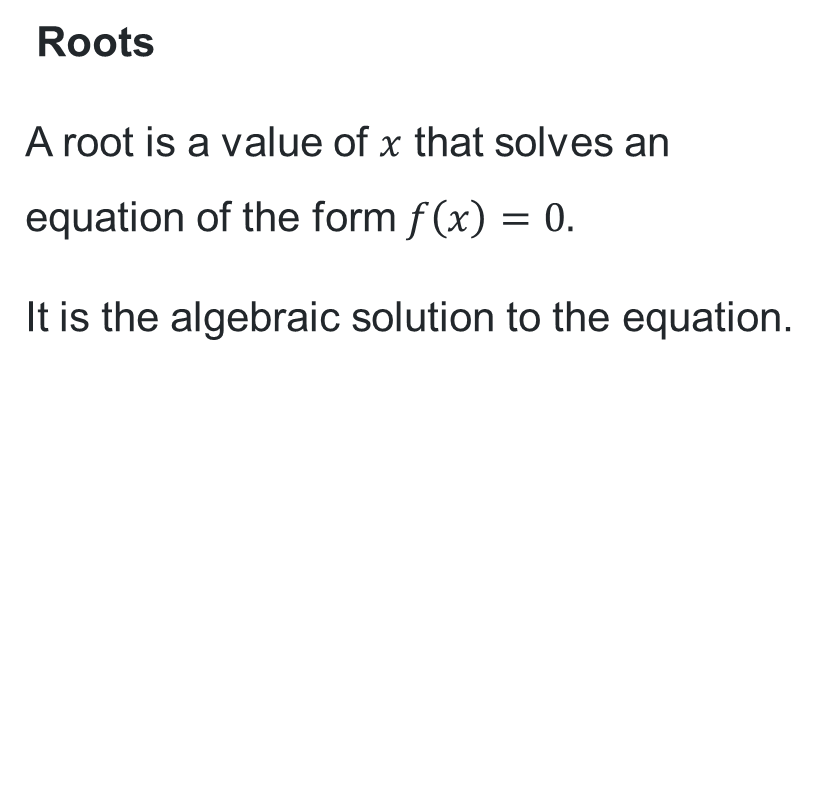 Roots
A root is a value of x that solves an
equation of the form f(x) = 0.
It is the algebraic solution to the equation.